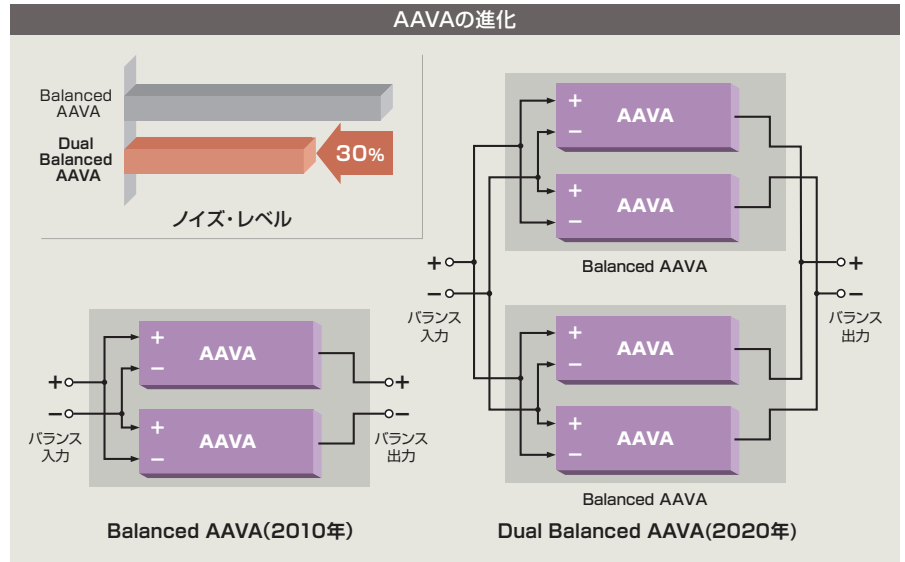 AAVAの進化
Balanced
AAVA
Dual
Balanced
AAVA
30%
ノイズ・レベル
+
−
バランス
入力
+
−
AAVA
+
−
AAVA
+
−
バランス
出力
Balanced AAVA(2010年)
+
−
AAVA
+
−
AAVA
Balanced AAVA
+
−
バランス
入力
+
−
バランス
出力
+
−
AAVA
+
−
AAVA
Balanced AAVA
Dual Balanced AAVA(2020年)